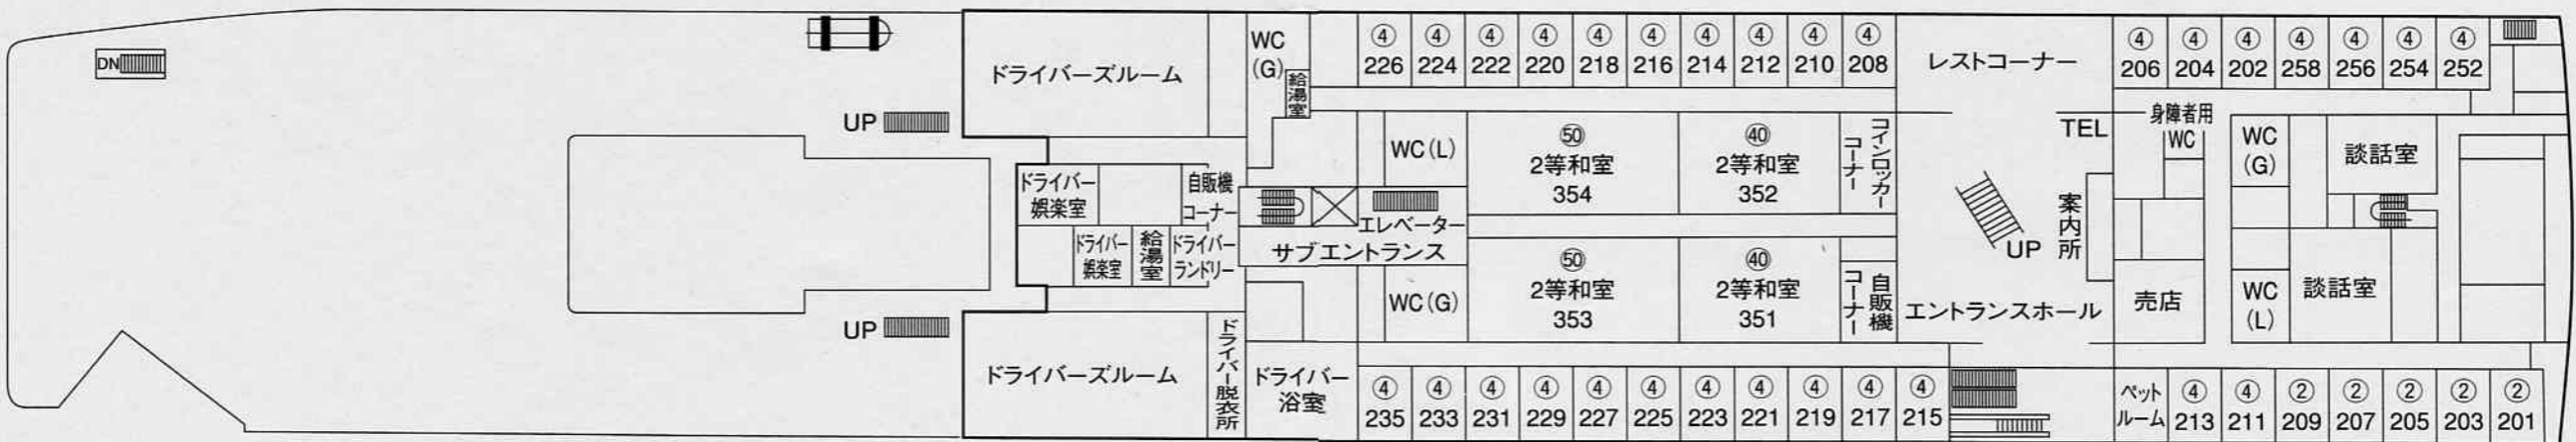 DN
UP
UP
ドライバーズルーム
WC
(G)
給湯室
④ ④ ④ ④ ④ ④ ④ ④ ④ ④
226 224 222 220 218 216 214 212 210 208
レストコーナー
④ ④ ④ ④ ④ ④ ④
206 204 202 258 256 254 252
ドライバー
娯楽室
自販機
コーナー
ドライバー
娯楽室
給湯室
ドライバー
ランドリー
WC(L)
エレベーター
サブエントランス
WC(G)
㊿
2等和室
354
㊵
2等和室
352
コインロッカー
コーナー
㊿
2等和室
353
㊵
2等和室
351
自販機
コーナー
TEL
身障者用
WC
UP
案内所
エントランスホール
売店
WC
(G)
談話室
WC
(L)
談話室
ドライバーズルーム
ドライバー脱衣所
ドライバー
浴室
④ ④ ④ ④ ④ ④ ④ ④ ④ ④ ④
235 233 231 229 227 225 223 221 219 217 215
ペット
ルーム
④ ④ ② ② ② ② ②
213 211 209 207 205 203 201